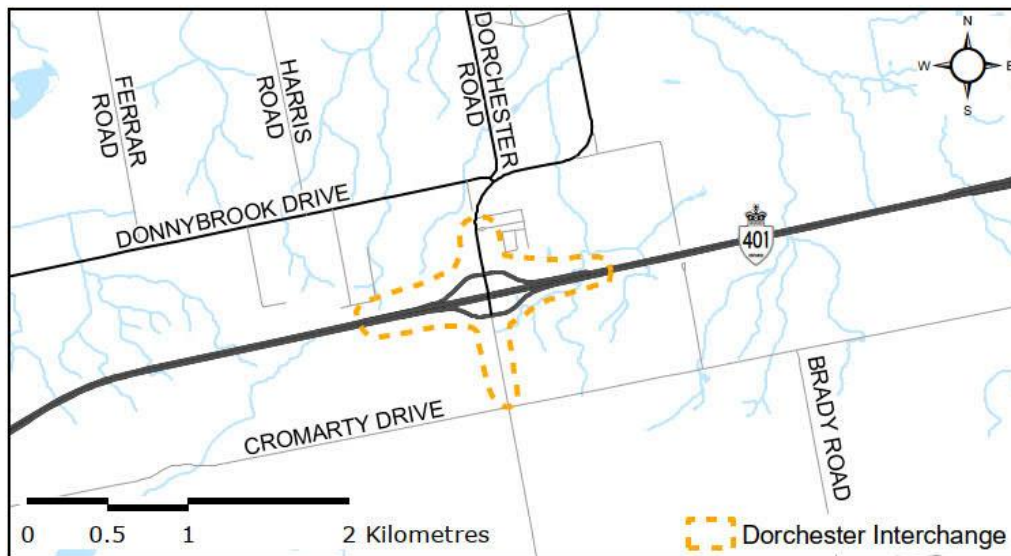 N
W E
S
DORCHESTER
ROAD
HARRIS
ROAD
FERRAR
ROAD
DONNYBROOK DRIVE
401
CROMARTY DRIVE
BRADY ROAD
0 0.5 1 2 Kilometres
Dorchester Interchange